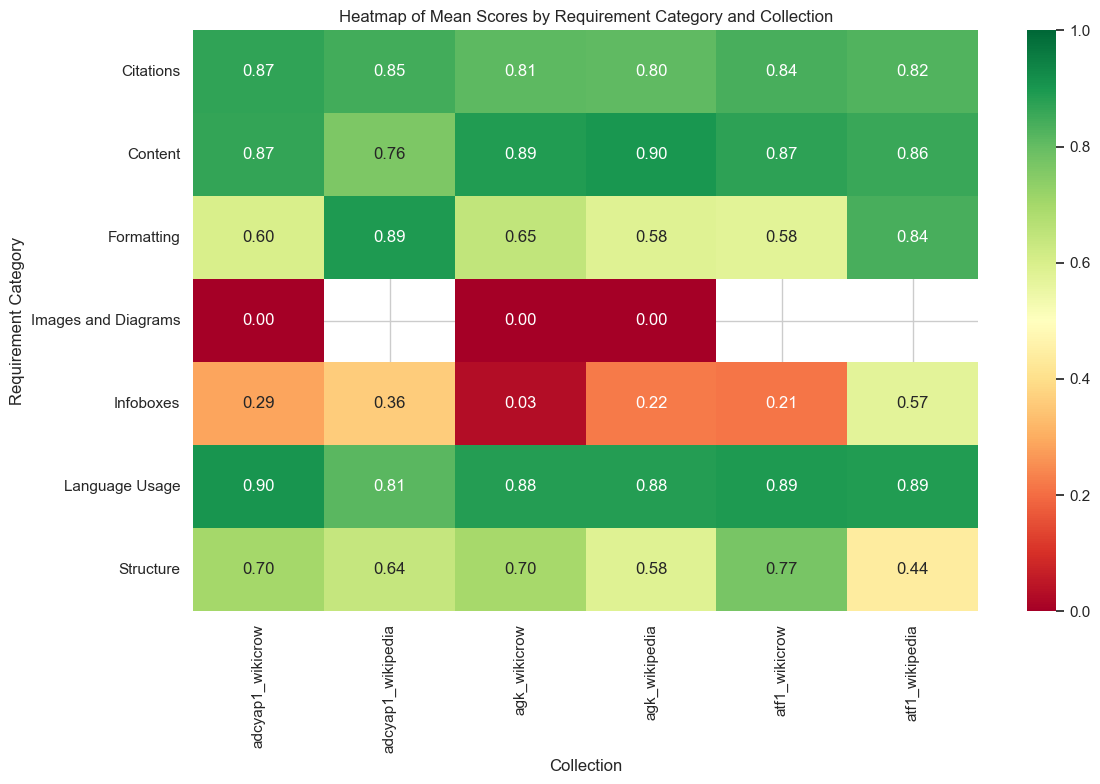 Heatmap of Mean Scores by Requirement Category and Collection
Requirement Category
Citations 0.87 0.85 0.81 0.80 0.84 0.82
Content 0.87 0.76 0.89 0.90 0.87 0.86
Formatting 0.60 0.89 0.65 0.58 0.58 0.84
Images and Diagrams 0.00 0.00 0.00
Infoboxes 0.29 0.36 0.03 0.22 0.21 0.57
Language Usage 0.90 0.81 0.88 0.88 0.89 0.89
Structure 0.70 0.64 0.70 0.58 0.77 0.44
adcyap1_wikicrow
adcyap1_wikipedia
agk_wikicrow
agk_wikipedia
atf1_wikicrow
atf1_wikipedia
Collection
1.0
0.8
0.6
0.4
0.2
0.0